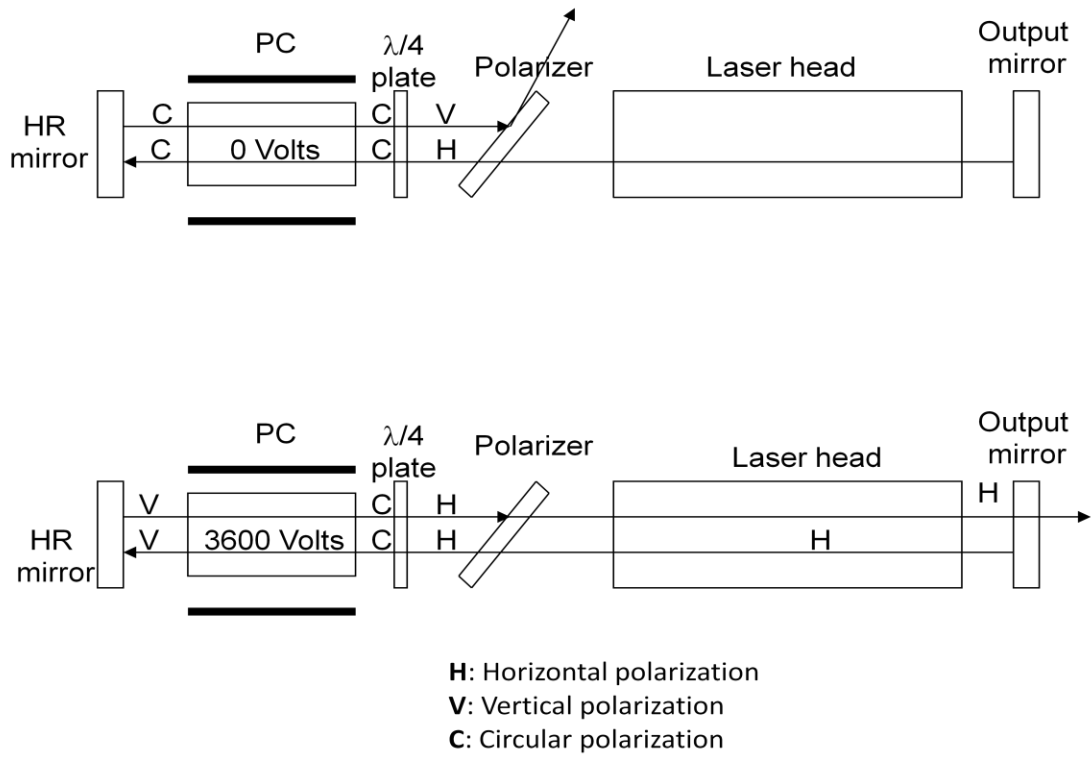 PC
λ/4
plate
Polarizer
Laser head
Output
mirror
HR
mirror
C
C
V
C
0 Volts
C
H
PC
λ/4
plate
Polarizer
Laser head
Output
mirror
HR
mirror
V
C
H
H
V
3600 Volts
C
H
H
H: Horizontal polarization
V: Vertical polarization
C: Circular polarization